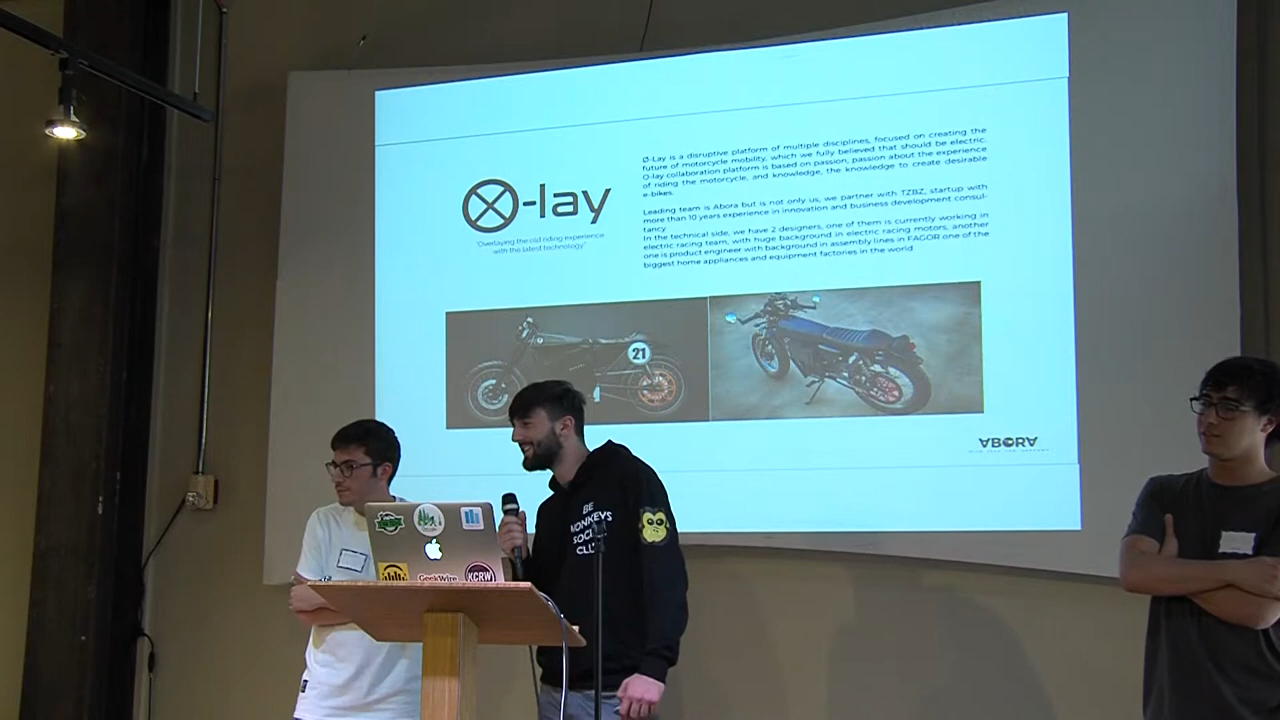 Ø-Lay is a disruptive platform of multiple disciplines, focused on creating the
future of motorcycle mobility, which we fully believed that should be electric.
O-lay collaboration platform is based on passion, passion about the experience
of riding the motorcycle, and knowledge, the knowledge to create desirable
e-bikes.
-lay
"Overlaying the old riding experience
with the latest technology"
Leading team is Abora but is not only us, we partner with TZBZ, startup with
more than 10 years experience in innovation and business development consul-
tancy
In the technical side, we have 2 designers, one of them is currently working in
electric racing team, with huge background in electric racing motors, another
one is product engineer with background in assembly lines in FAGOR one of the
biggest home appliances and equipment factories in the world
21
ABORA
BE
MONKEYS
GeekWire
KCRW